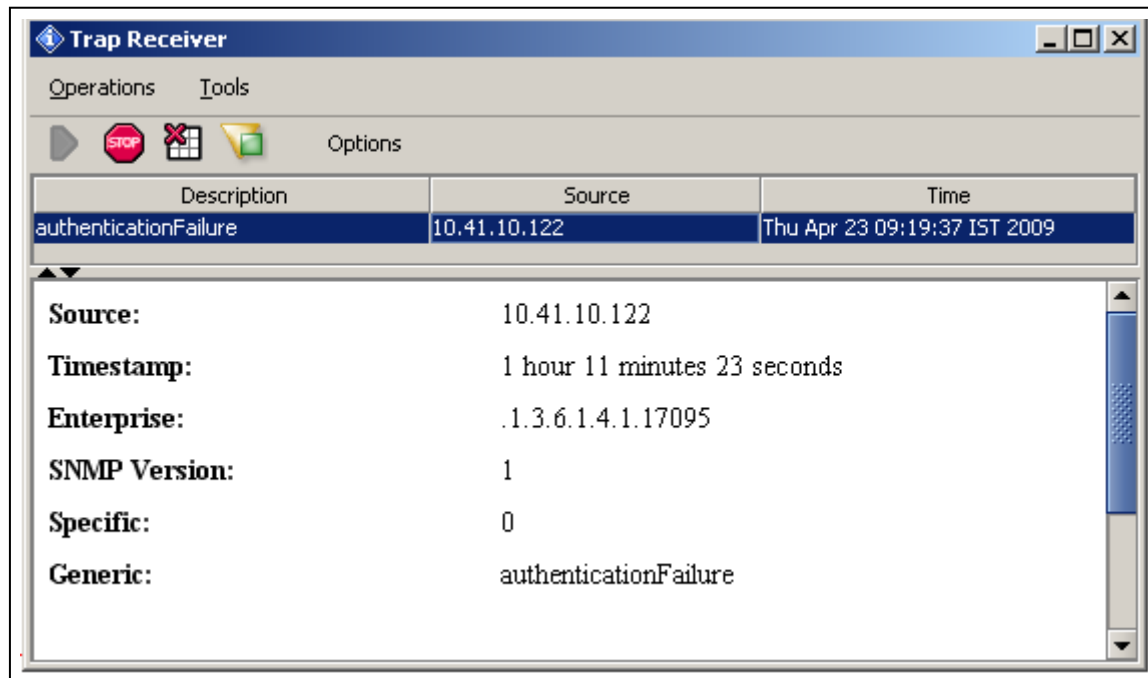 Trap Receiver
Operations Tools
STOP Options
Description Source Time
authenticationFailure 10.41.10.122 Thu Apr 23 09:19:37 IST 2009
Source: 10.41.10.122
Timestamp: 1 hour 11 minutes 23 seconds
Enterprise: .1.3.6.1.4.1.17095
SNMP Version: 1
Specific: 0
Generic: authenticationFailure